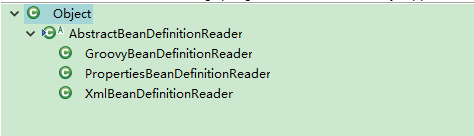 Object
AbstractBeanDefinitionReader
GroovyBeanDefinitionReader
PropertiesBeanDefinitionReader
XmlBeanDefinitionReader